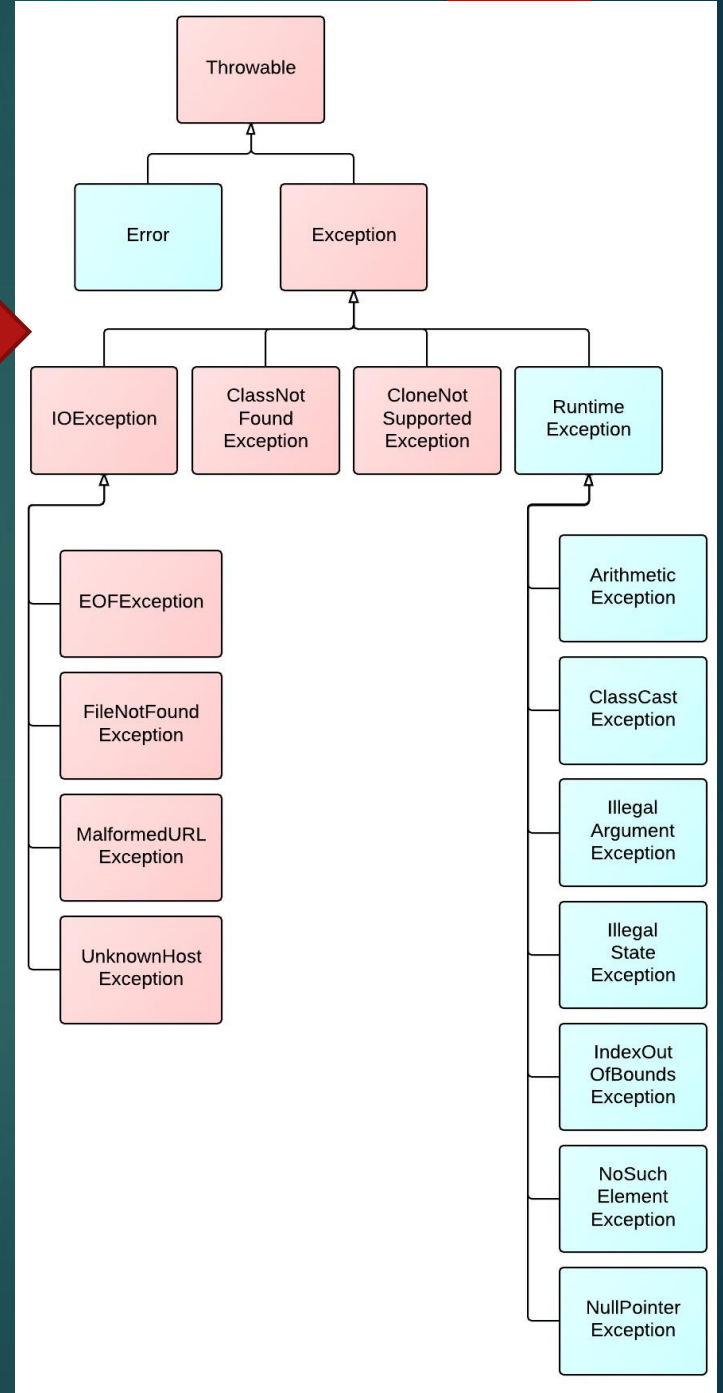 Throwable
Error
Exception
IOException
ClassNot
Found
Exception
CloneNot
Supported
Exception
Runtime
Exception
EOFException
FileNotFound
Exception
MalformedURL
Exception
UnknownHost
Exception
Arithmetic
Exception
ClassCast
Exception
Illegal
Argument
Exception
Illegal
State
Exception
IndexOut
OfBounds
Exception
NoSuch
Element
Exception
NullPointer
Exception